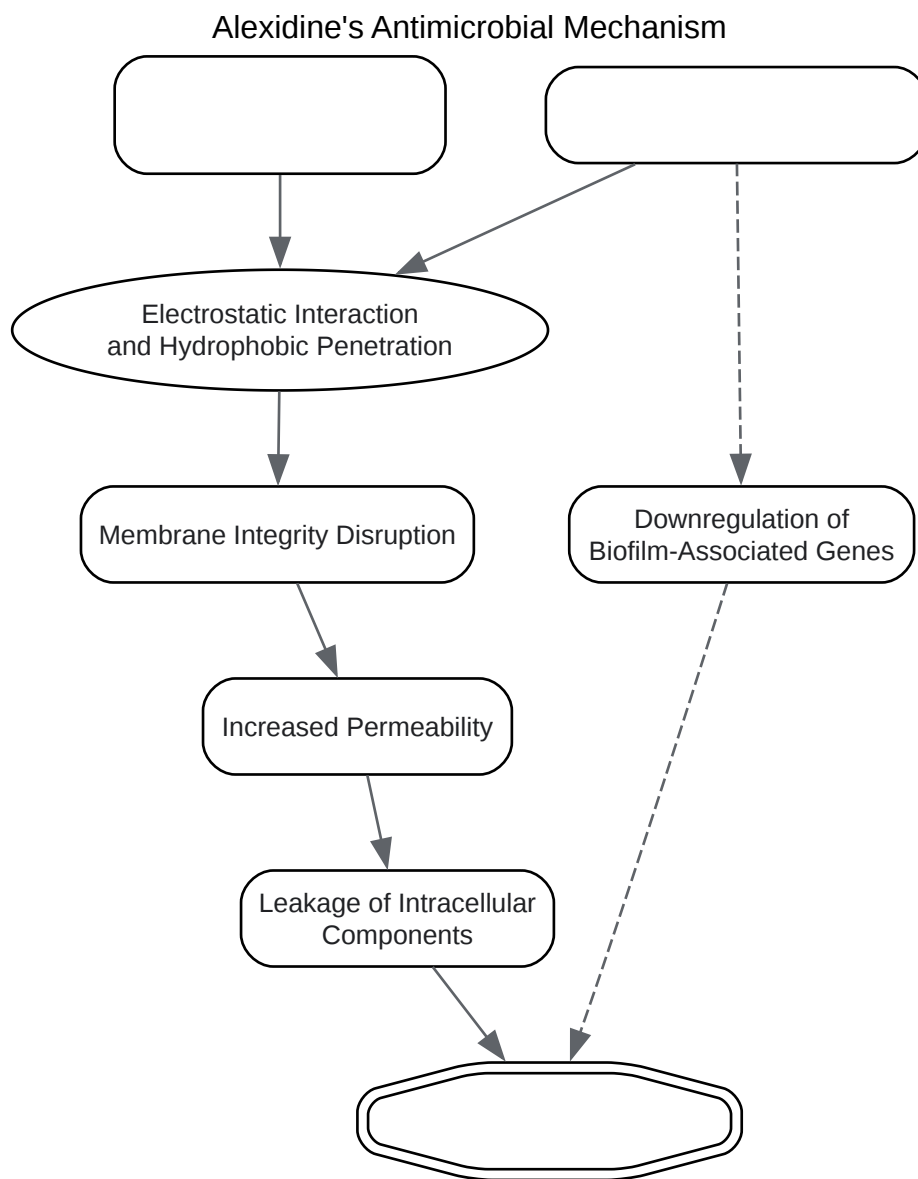 Alexidine's Antimicrobial Mechanism
Electrostatic Interaction
and Hydrophobic Penetration
Membrane Integrity Disruption
Downregulation of
Biofilm-Associated Genes
Increased Permeability
Leakage of Intracellular
Components